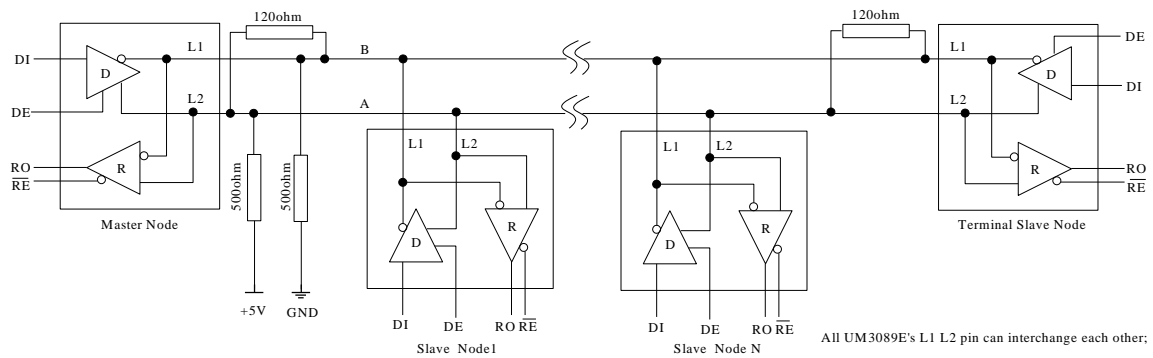 120ohm
120ohm
L1
B
L1
DE
DI
D
D
DI
L2
A
L2
DE
L1
L2
L1
L2
RO
R
R
RO
RE
RE
500ohm
500ohm
Master Node
Terminal Slave Node
D
R
D
R
+5V
GND
DI
DE
RO RE
DI
DE
RO RE
Slave Node1
Slave Node N
All UM3089E's L1 L2 pin can interchange each other;